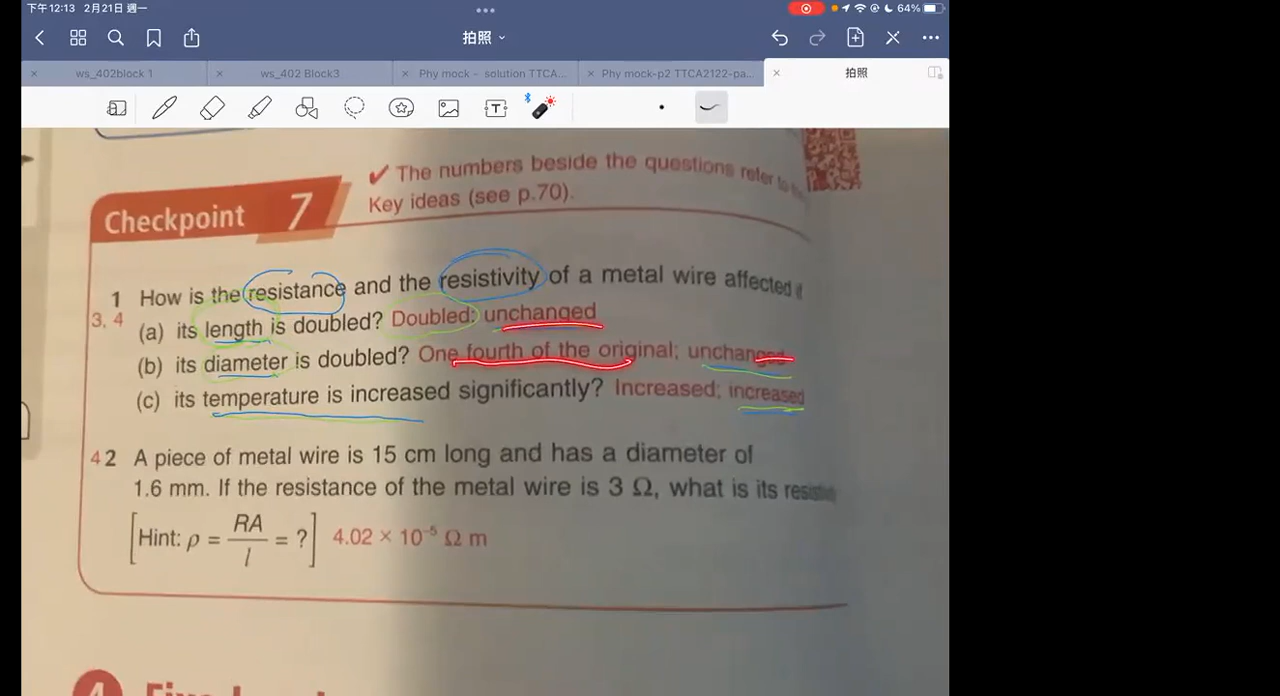 下午12:13 2月21日 週一
64%
拍照
ws_402block 1
ws_402 Block3
Phy mock - solution TTCA...
Phy mock-p2 TTCA2122-pa...
拍照
✔ The numbers beside the questions refer to
Key ideas (see p.70).
Checkpoint 7
1 How is the resistance and the resistivity of a metal wire affected
3, 4
(a) its length is doubled? Doubled; unchanged
(b) its diameter is doubled? One fourth of the original; unchanged
(c) its temperature is increased significantly? Increased; increased
4 2 A piece of metal wire is 15 cm long and has a diameter of
1.6 mm. If the resistance of the metal wire is 3 Ω, what is its
[Hint: ρ = RA / l = ?] 4.02 × 10⁻⁵ Ω m